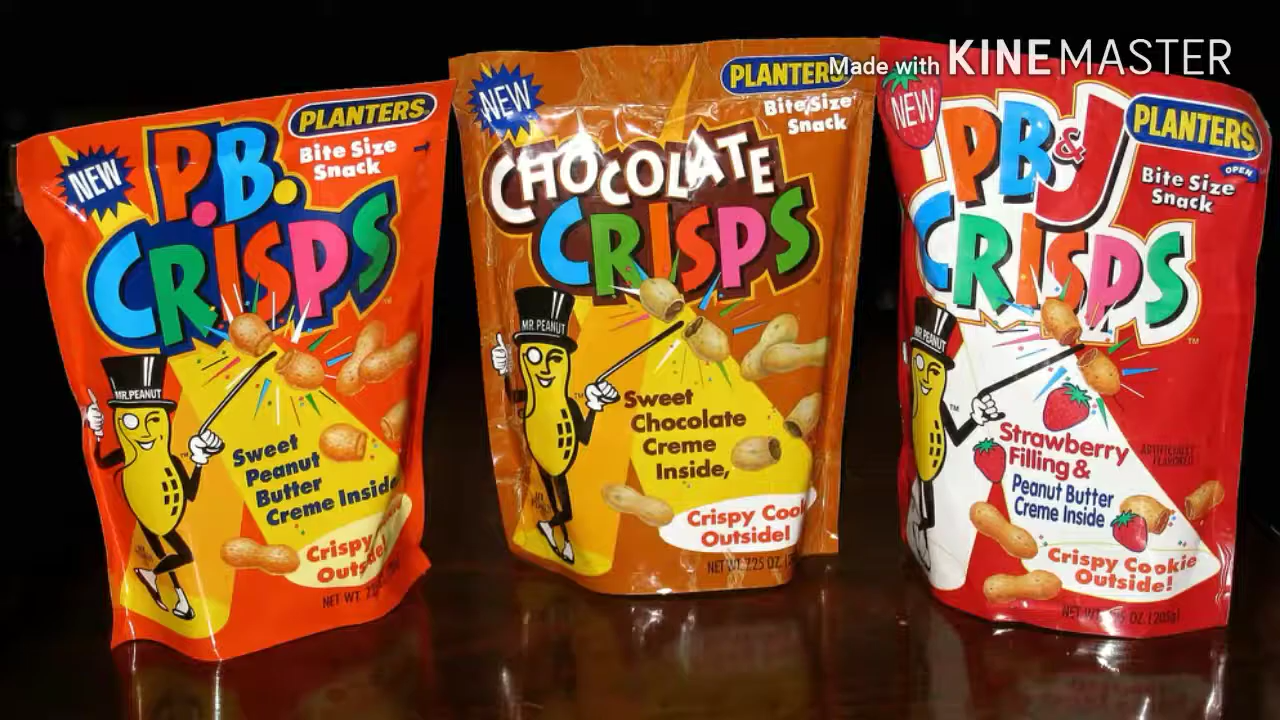 Made with KINEMASTER
NEW
PLANTERS
Bite Size
Snack
P.B.
CRISPS
MR. PEANUT
Sweet
Peanut
Butter
Creme Inside
Crispy
NET WT.
NEW
PLANTERS
Bite Size
Snack
CHOCOLATE
CRISPS
MR. PEANUT
Sweet
Chocolate
Creme
Inside,
Crispy
Outside!
NET WT. 7.25 OZ.
NEW
PLANTERS
OPEN
Bite Size
Snack
PB&J
CRISPS
TM
MR. PEANUT
Strawberry
Filling &
ARTIFICIALLY
FLAVORED
Peanut Butter
Creme Inside
Crispy Cookie
Outside!
NET WT. OZ. (205g)